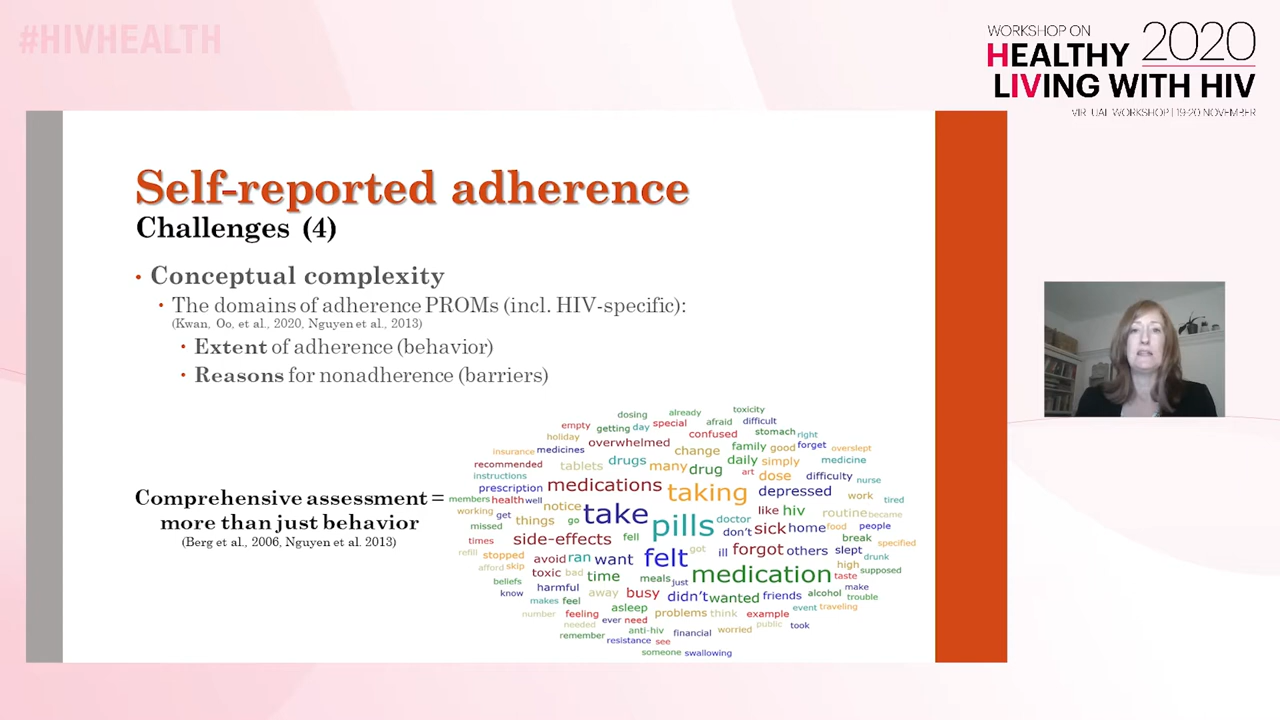 #HIVHEALTH
WORKSHOP ON
HEALTHY 2020
LIVING WITH HIV
VIRTUAL WORKSHOP | 19-20 NOVEMBER
Self-reported adherence
Challenges (4)
• Conceptual complexity
• The domains of adherence PROMs (incl. HIV-specific):
(Kwan, Oo, et al., 2020, Nguyen et al., 2013)
• Extent of adherence (behavior)
• Reasons for nonadherence (barriers)
Comprehensive assessment =
more than just behavior
(Berg et al., 2006, Nguyen et al. 2013)
dosing already toxicity
empty getting day special afraid difficult
holiday overwhelmed confused stomach right
insurance medicines change family good forget overslept
recommended tablets drugs many drug daily simply medicine
instructions art dose difficulty nurse
prescription medications taking depressed work tired
members health well notice take pills doctor like hiv routine became
working get things go don't sick home food people
missed side-effects fell break specified
times avoid ran want felt got ill forgot others slept drunk
refill stopped high
afford skip toxic bad time meals just medication taste supposed
beliefs harmful away busy didn't wanted friends alcohol make
know makes feel trouble
number feeling asleep problems think example event traveling
needed ever need public took
remember anti-hiv financial worried
resistance see
someone swallowing